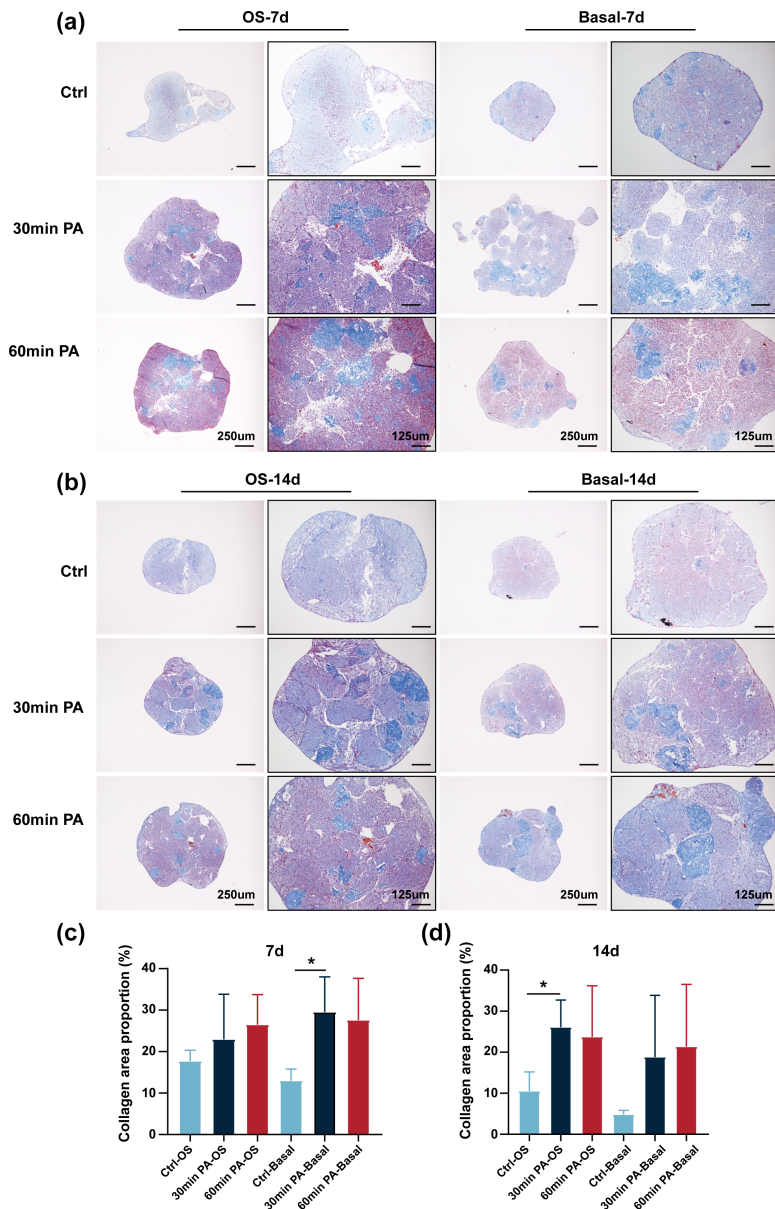 (a)
OS-7d
Basal-7d
Ctrl
30min PA
60min PA
250um
125um
250um
125um
(b)
OS-14d
Basal-14d
Ctrl
30min PA
60min PA
250um
125um
250um
125um
(c)
7d
Collagen area proportion (%)
40
30
20
10
0
*
Ctrl-OS
30min PA-OS
60min PA-OS
Ctrl-Basal
30min PA-Basal
60min PA-Basal
(d)
14d
Collagen area proportion (%)
40
30
20
10
0
*
Ctrl-OS
30min PA-OS
60min PA-OS
Ctrl-Basal
30min PA-Basal
60min PA-Basal